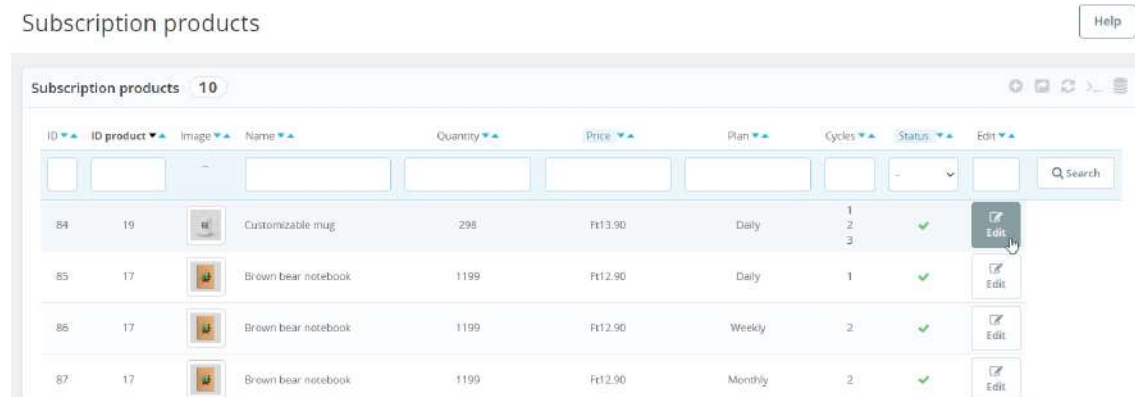 Subscription products
Help
Subscription products 10
ID ID product Image Name Quantity Price Plan Cycles Status Edit
--
-
Search
84 19 Customizable mug 298 Ft13.90 Daily 1 2 3 Edit
85 17 Brown bear notebook 1199 Ft12.90 Daily 1 Edit
86 17 Brown bear notebook 1199 Ft12.90 Weekly 2 Edit
87 17 Brown bear notebook 1199 Ft12.90 Monthly 2 Edit